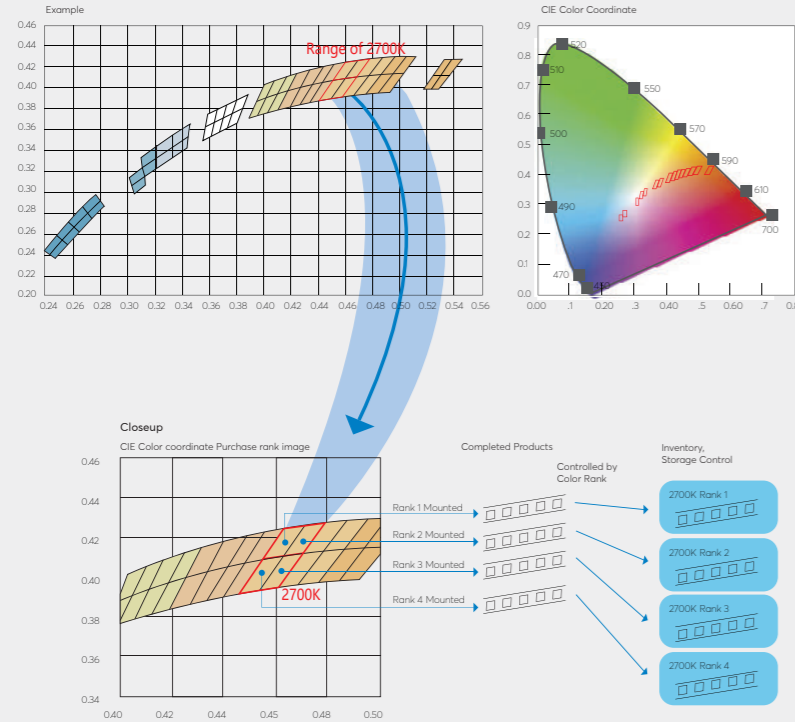 Example
0.46
0.44
0.42
0.40
0.38
0.36
0.34
0.32
0.30
0.28
0.26
0.24
0.22
0.20
0.24 0.26 0.28 0.30 0.32 0.34 0.36 0.38 0.40 0.42 0.44 0.46 0.48 0.50 0.52 0.54 0.56
Range of 2700K
CIE Color Coordinate
0.9
0.8
0.7
0.6
0.5
0.4
0.3
0.2
0.1
0.0
0.00 .1 0.20 .3 0.40 .5 0.60 .7 0.8
520
510
550
500
570
590
610
490
700
470
Closeup
CIE Color coordinate Purchase rank image
0.46
0.44
0.42
0.40
0.38
0.36
0.34
0.40 0.42 0.44 0.45 0.48 0.50
2700K
Completed Products
Controlled by
Color Rank
Inventory,
Storage Control
Rank 1 Mounted
Rank 2 Mounted
Rank 3 Mounted
Rank 4 Mounted
2700K Rank 1
2700K Rank 2
2700K Rank 3
2700K Rank 4